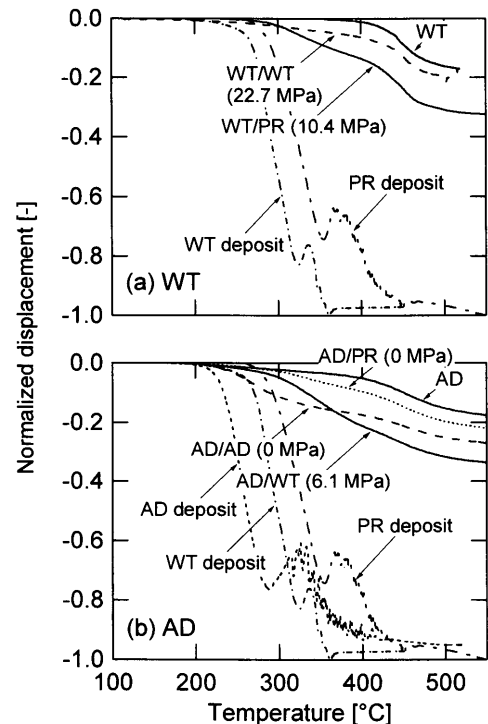 0.0
-0.2
-0.4
-0.6
-0.8
-1.0
WT
WT/WT
(22.7 MPa)
WT/PR (10.4 MPa)
PR deposit
WT deposit
(a) WT
Normalized displacement [-]
0.0
-0.2
-0.4
-0.6
-0.8
-1.0
AD/PR (0 MPa)
AD
AD/AD (0 MPa)
AD/WT (6.1 MPa)
AD deposit
WT deposit
PR deposit
(b) AD
100 200 300 400 500
Temperature [°C]